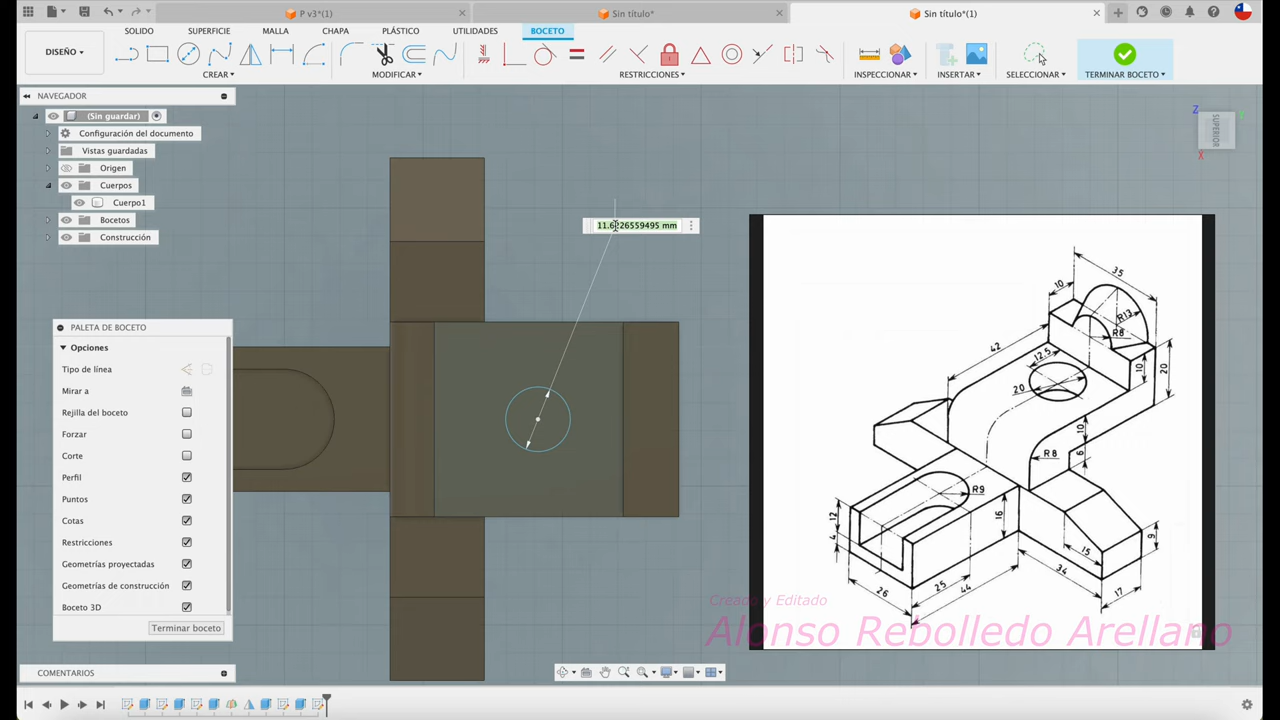 P v3*(1)
Sin título*
Sin título*(1)
DISEÑO
SÓLIDO
SUPERFICIE
MALLA
CHAPA
PLÁSTICO
UTILIDADES
BOCETO
CREAR
MODIFICAR
RESTRICCIONES
INSPECCIONAR
INSERTAR
SELECCIONAR
TERMINAR BOCETO
NAVEGADOR
(Sin guardar)
Configuración del documento
Vistas guardadas
Origen
Cuerpos
Cuerpo1
Bocetos
Construcción
PALETA DE BOCETO
Opciones
Tipo de línea
Mirar a
Rejilla del boceto
Forzar
Corte
Perfil
Puntos
Cotas
Restricciones
Geometrías proyectadas
Geometrías de construcción
Boceto 3D
Terminar boceto
COMENTARIOS
SUPERIOR
Z
Y
X
35
10
R13
R8
42
12.5
20
10
20
10
6
R8
R9
16
12
4
26
25
44
34
15
17
9
Creado y Editado
Alonso Rebolledo Arellano